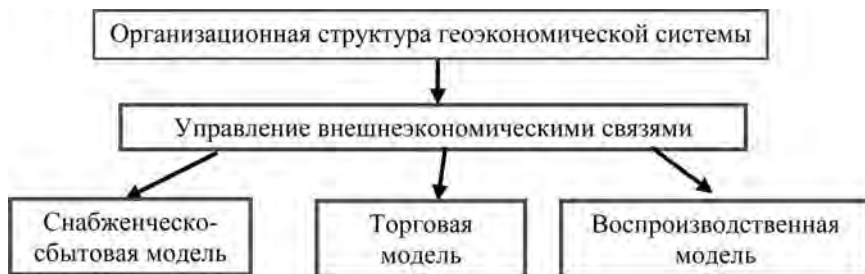 Организационная структура геоэкономической системы
Управление внешнеэкономическими связями
Снабженческо-
сбытовая модель
Торговая
модель
Воспроизводственная
модель